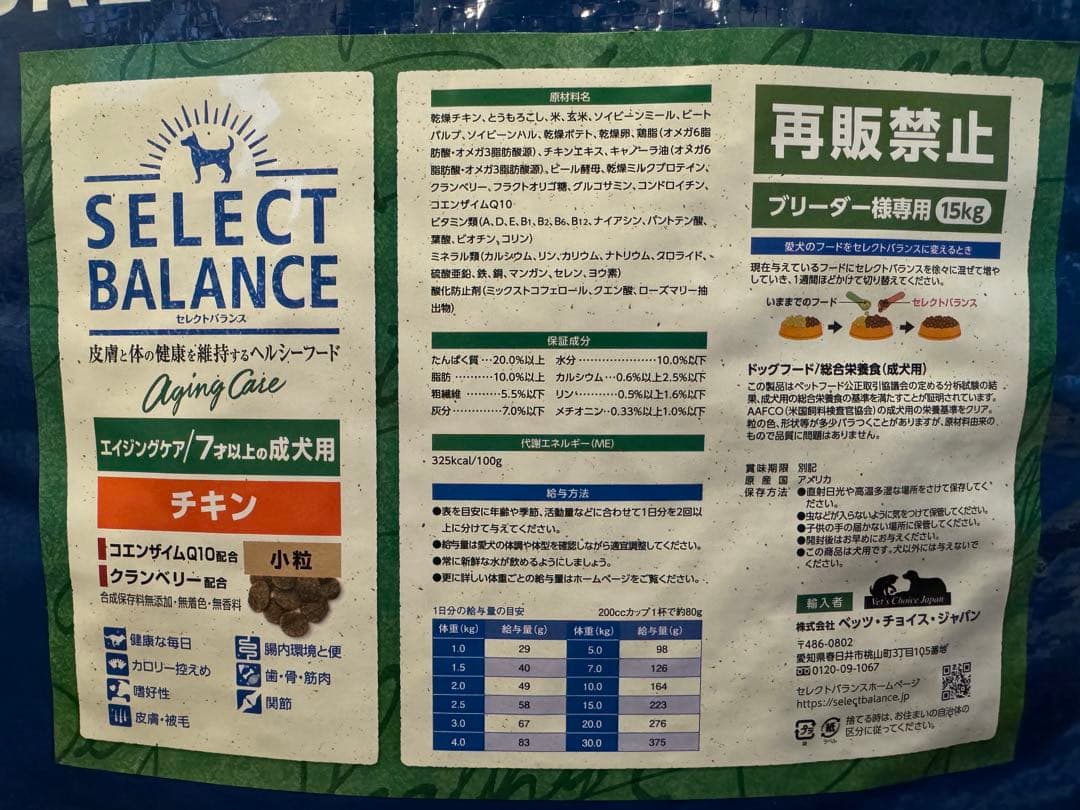 SELECT
BALANCE
セレクトバランス
皮膚と体の健康を維持するヘルシーフード
Aging Care
エイジングケア/7才以上の成犬用
チキン
コエンザイムQ10配合
クランベリー配合
小粒
合成保存料無添加・無着色・無香料
健康な毎日
カロリー控えめ
嗜好性
皮膚・被毛
腸内環境と便
歯・骨・筋肉
関節
原材料名
乾燥チキン、とうもろこし、米、玄米、ソイビーンミール、ビート
パルプ、ソイビーンハル、乾燥ポテト、乾燥卵、鶏脂(オメガ6脂
肪酸・オメガ3脂肪酸源)、チキンエキス、キャノーラ油(オメガ6
脂肪酸・オメガ3脂肪酸源)、ビール酵母、乾燥ミルクプロテイン、
クランベリー、フラクトオリゴ糖、グルコサミン、コンドロイチン、
コエンザイムQ10
ビタミン類(A、D、E、B1、B2、B6、B12、ナイアシン、パントテン酸、
葉酸、ビオチン、コリン)
ミネラル類(カルシウム、リン、カリウム、ナトリウム、クロライド、
硫酸亜鉛、鉄、銅、マンガン、セレン、ヨウ素)
酸化防止剤(ミックストコフェロール、クエン酸、ローズマリー抽
出物)
保証成分
たんぱく質…20.0%以上 水分…10.0%以下
脂肪…10.0%以上 カルシウム…0.6%以上2.5%以下
粗繊維…5.5%以下 リン…0.5%以上1.6%以下
灰分…7.0%以下 メチオニン…0.33%以上1.0%以下
代謝エネルギー(ME)
325kcal/100g
給与方法
●表を目安に年齢や季節、活動量などに合わせて1日分を2回以
上に分けて与えてください。
●給与量は愛犬の体調や体型を確認しながら適宜調整してください。
●常に新鮮な水が飲めるようにしましょう。
●更に詳しい体重ごとの給与量はホームページをご覧ください。
1日分の給与量の目安 200ccカップ1杯で約80g
体重(kg) 給与量(g) 体重(kg) 給与量(g)
1.0 29 5.0 98
1.5 40 7.0 126
2.0 49 10.0 164
2.5 58 15.0 223
3.0 67 20.0 276
4.0 83 30.0 375
再販禁止
ブリーダー様専用 15kg
愛犬のフードをセレクトバランスに変えるとき
現在与えているフードにセレクトバランスを徐々に混ぜて増や
していき、1週間ほどかけて切り替えてください。
いままでのフード セレクトバランス
ドッグフード/総合栄養食(成犬用)
この製品はペットフード公正取引協議会の定める分析試験の結
果、成犬用の総合栄養食の基準を満たすことが証明されています。
AAFCO(米国飼料検査官協会)の成犬用の栄養基準をクリア。
粒の色、形状等が多少バラつくことがありますが、原材料由来の
もので品質に問題はありません。
賞味期限 別記
原産国 アメリカ
保存方法 ●直射日光や高温多湿な場所をさけて保存してく
ださい。
●虫などが入らないように気をつけて保管してください。
●子供の手の届かない場所に保管してください。
●開封後はお早めにお与えください。
●この商品は犬用です。犬以外には与えないで
ください。
輸入者
Vet's Choice Japan
株式会社 ベッツ・チョイス・ジャパン
〒486-0802
愛知県春日井市桃山町3丁目105番地
0120-09-1067
セレクトバランスホームページ
https://selectbalance.jp
捨てる時は、お住まいの自治体の
区分に従ってください。
プラ
袋
紙
ラベル